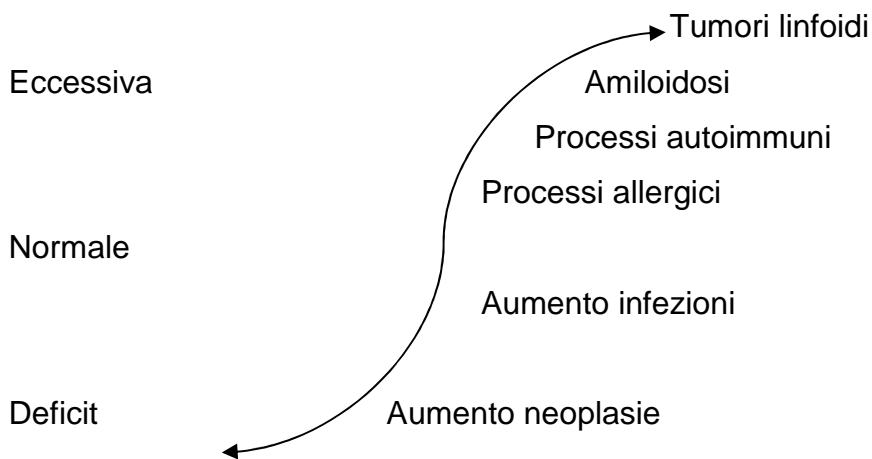 Tumori linfoidi
Eccessiva
Amiloidosi
Processi autoimmuni
Processi allergici
Normale
Aumento infezioni
Deficit
Aumento neoplasie